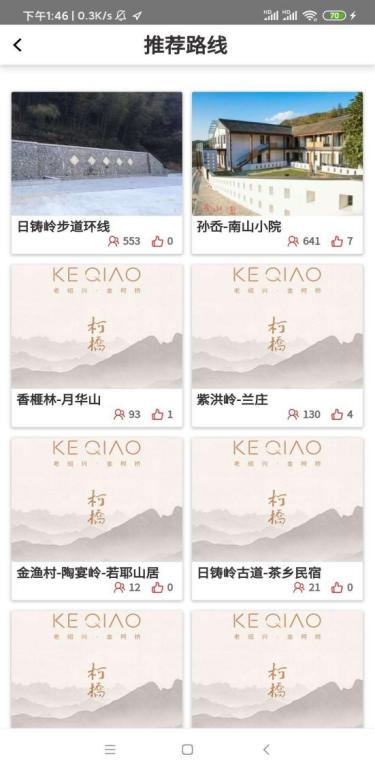 下午1:46 | 0.3K/s
HD
HD
70
推荐路线
日铸岭步道环线
553
0
孙岙-南山小院
641
7
KE QIAO
老绍兴·金柯桥
柯桥
香榧林-月华山
93
1
KE QIAO
老绍兴·金柯桥
柯桥
紫洪岭-兰庄
130
4
KE QIAO
老绍兴·金柯桥
柯桥
金渔村-陶宴岭-若耶山居
12
0
KE QIAO
老绍兴·金柯桥
柯桥
日铸岭古道-茶乡民宿
21
0
KE QIAO
老绍兴·金柯桥
柯桥
KE QIAO
老绍兴·金柯桥
柯桥